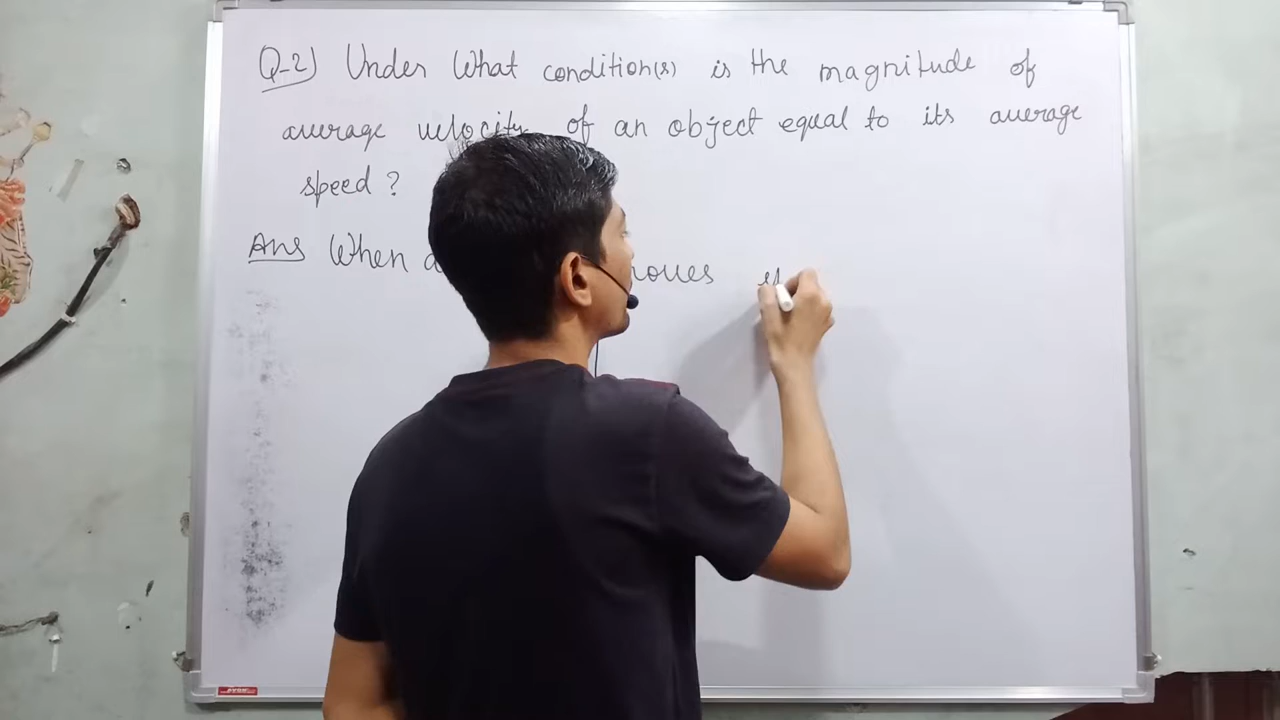 Q-2) Under What condition(s) is the magnitude of
average velocity of an object equal to its average
speed ?
Ans When moves